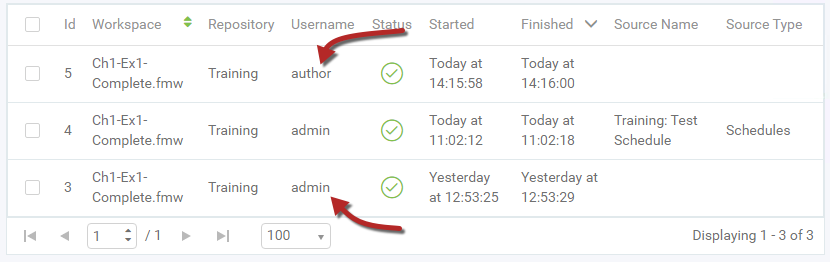 Id Workspace Repository Username Status Started Finished Source Name Source Type
5 Ch1-Ex1-Complete.fmw Training author Today at 14:15:58 Today at 14:16:00
4 Ch1-Ex1-Complete.fmw Training admin Today at 11:02:12 Today at 11:02:18 Training: Test Schedule Schedules
3 Ch1-Ex1-Complete.fmw Training admin Yesterday at 12:53:25 Yesterday at 12:53:29
1 / 1 100 Displaying 1 - 3 of 3